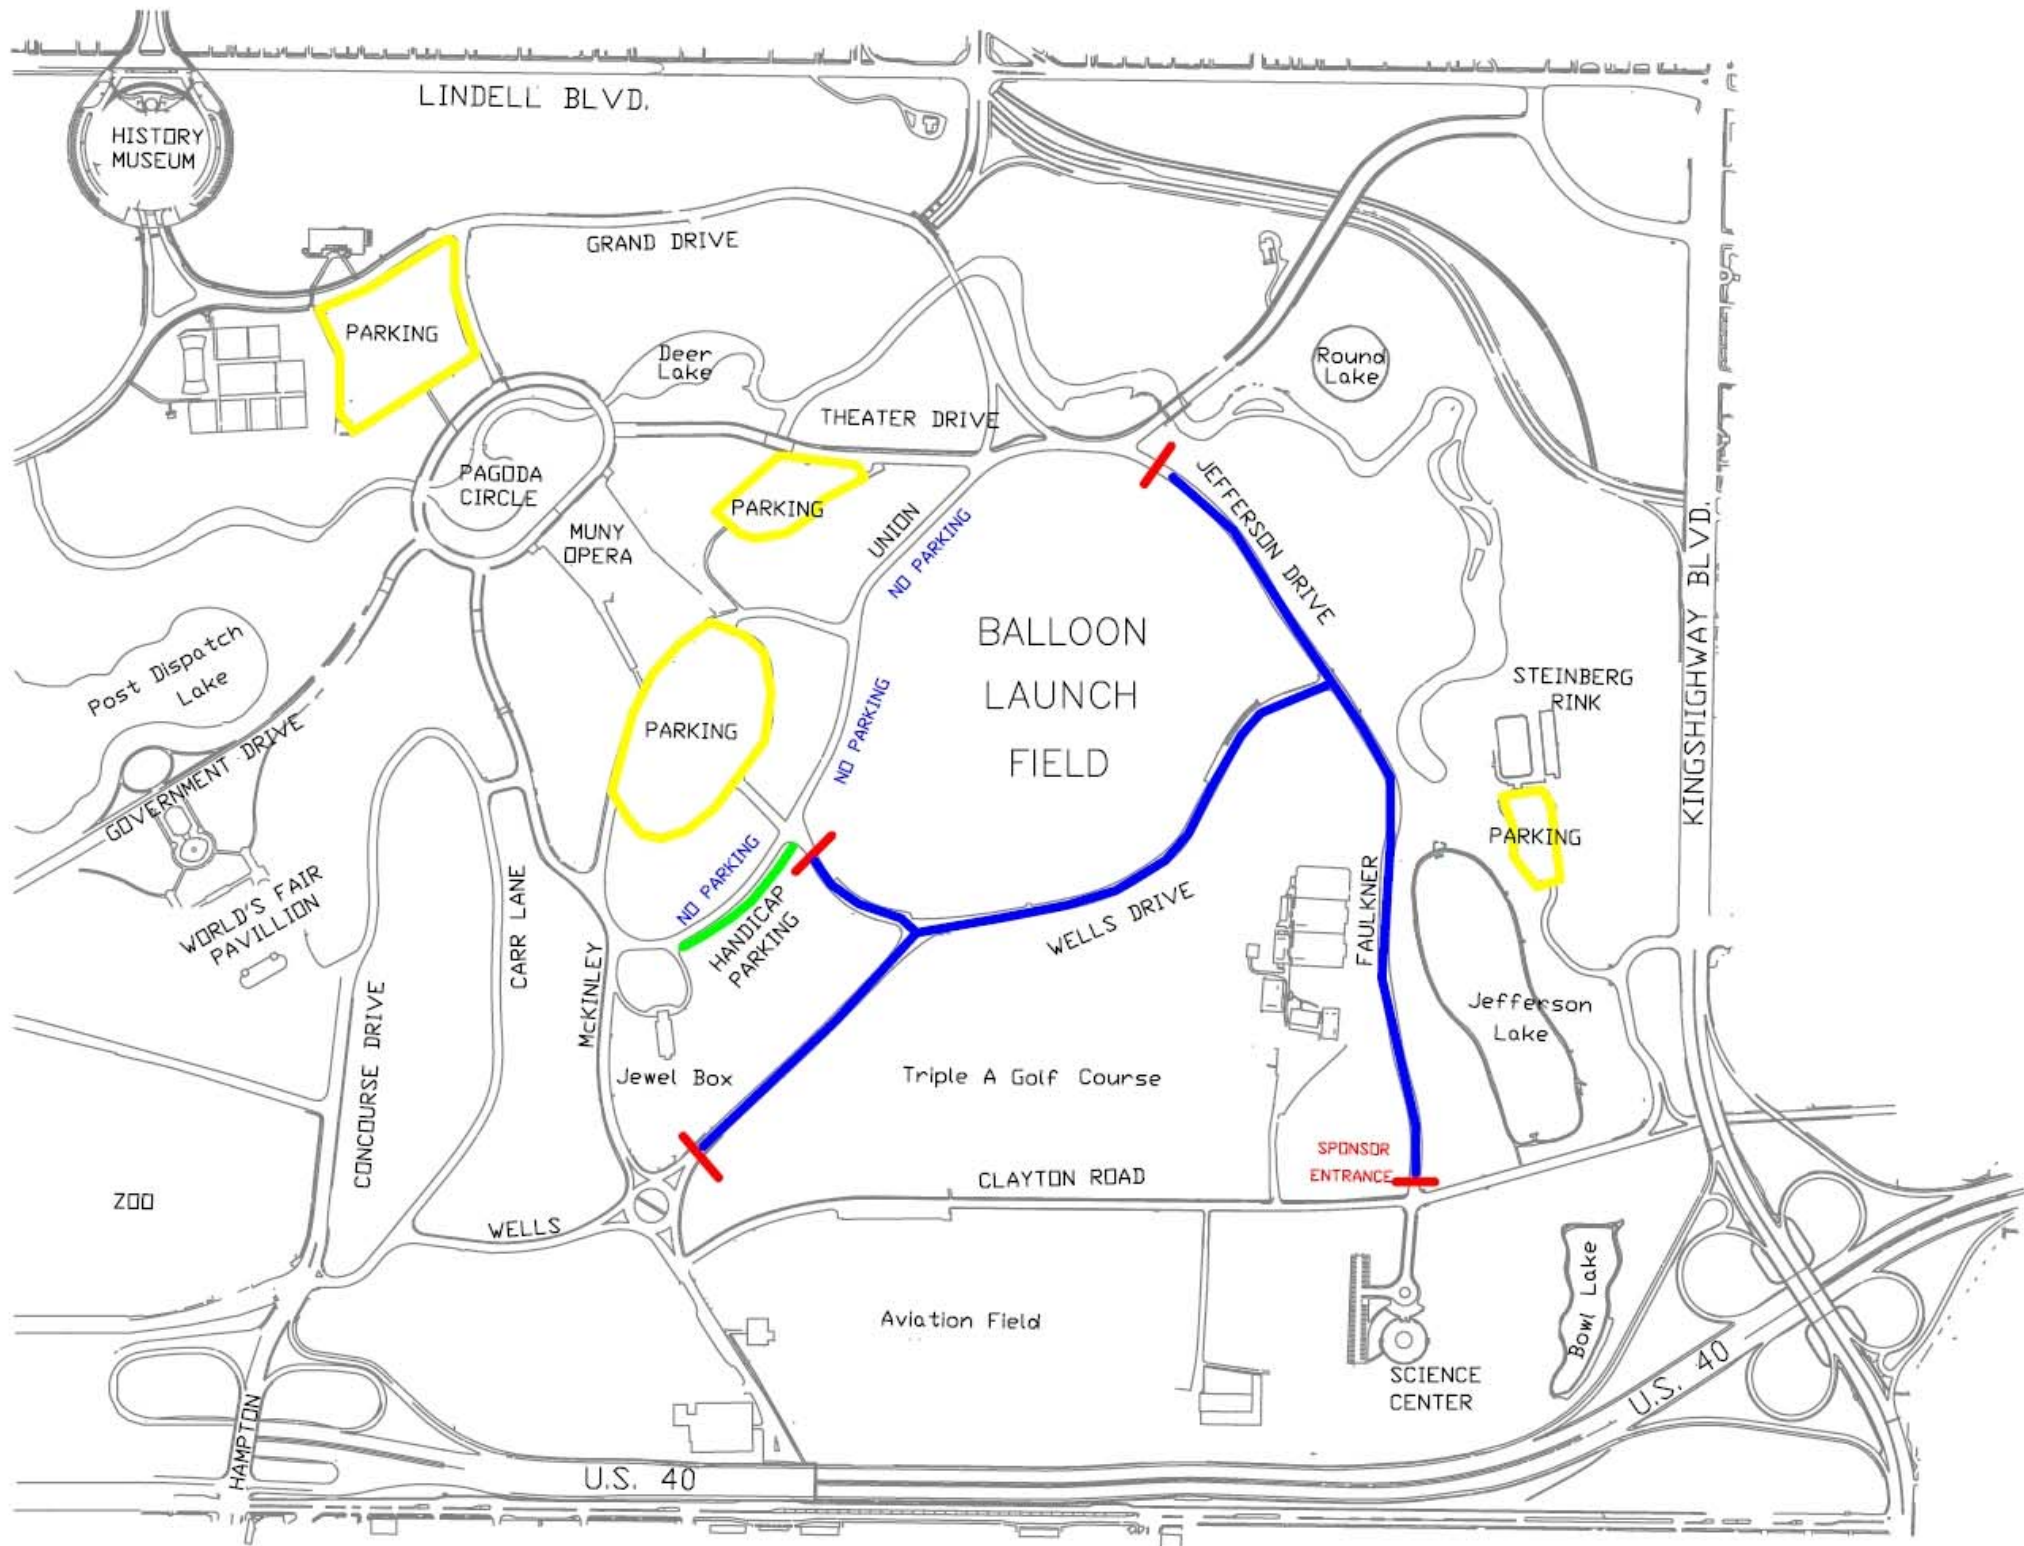 LINDELL BLVD.
HISTORY
MUSEUM
GRAND DRIVE
PARKING
Deer
Lake
Round
Lake
THEATER DRIVE
PAGODA
CIRCLE
PARKING
MUNY
OPERA
UNION
NO PARKING
JEFFERSON DRIVE
KINGSHIGHWAY BLVD.
BALLOON
LAUNCH
FIELD
Post Dispatch
Lake
STEINBERG
RINK
PARKING
NO PARKING
GOVERNMENT DRIVE
PARKING
NO PARKING
WORLD'S FAIR
PAVILLION
CARR LANE
McKINLEY
HANDICAP
PARKING
WELLS DRIVE
FAULKNER
CONCOURSE DRIVE
Jefferson
Lake
Jewel Box
Triple A Golf Course
SPONSOR
ENTRANCE
CLAYTON ROAD
ZOO
WELLS
Aviation Field
Bowl Lake
SCIENCE
CENTER
U.S. 40
HAMPTON
U.S. 40